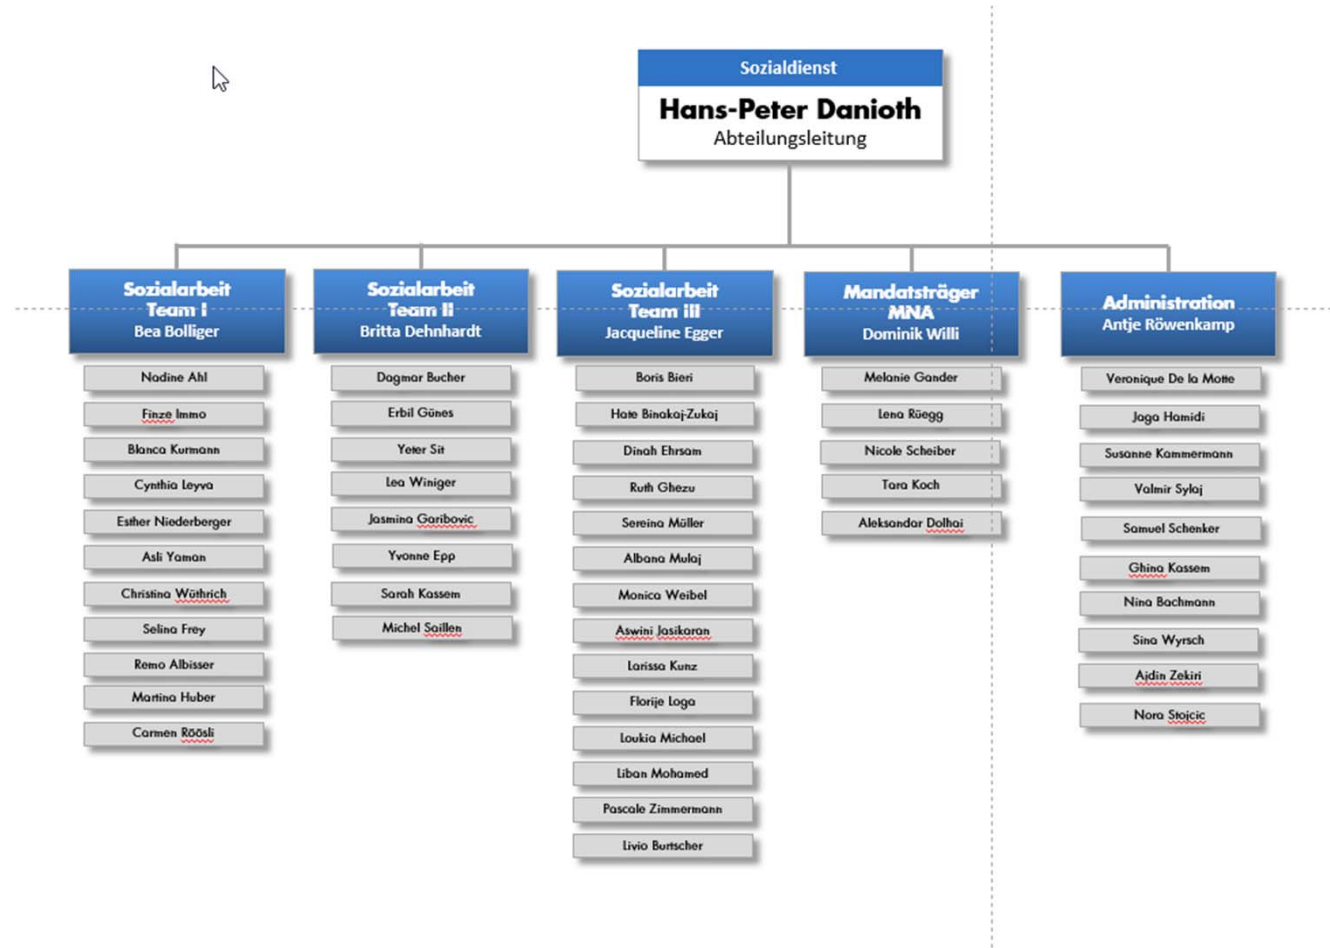 Sozialdienst
Hans-Peter Danioth
Abteilungsleitung
Sozialarbeit
Team I
Bea Bolliger
Nadine Ahl
Finze Immo
Blanca Kurmann
Cynthia Leyva
Esther Niederberger
Asli Yaman
Christina Wüthrich
Selina Frey
Remo Albisser
Martina Huber
Carmen Röösli
Sozialarbeit
Team II
Britta Dehnhardt
Dagmar Bucher
Erbil Günes
Yeter Sit
Lea Winiger
Jasmina Garibovic
Yvonne Epp
Sarah Kassem
Michel Saillen
Sozialarbeit
Team iII
Jacqueline Egger
Boris Bieri
Hate Binakaj-Zukaj
Dinah Ehrsam
Ruth Ghezu
Sereina Müller
Albana Mulaj
Monica Weibel
Aswini Jasikaran
Larissa Kunz
Florije Loga
Loukia Michael
Liban Mohamed
Pascale Zimmermann
Livio Burtscher
Mandatsträger
MNA
Dominik Willi
Melanie Gander
Lena Rüegg
Nicole Scheiber
Tara Koch
Aleksandar Dolhai
Administration
Antje Röwenkamp
Veronique De la Motte
Jaga Hamidi
Susanne Kammermann
Valmir Sylaj
Samuel Schenker
Ghina Kassem
Nina Bachmann
Sina Wyrsch
Ajdin Zekiri
Nora Stojcic